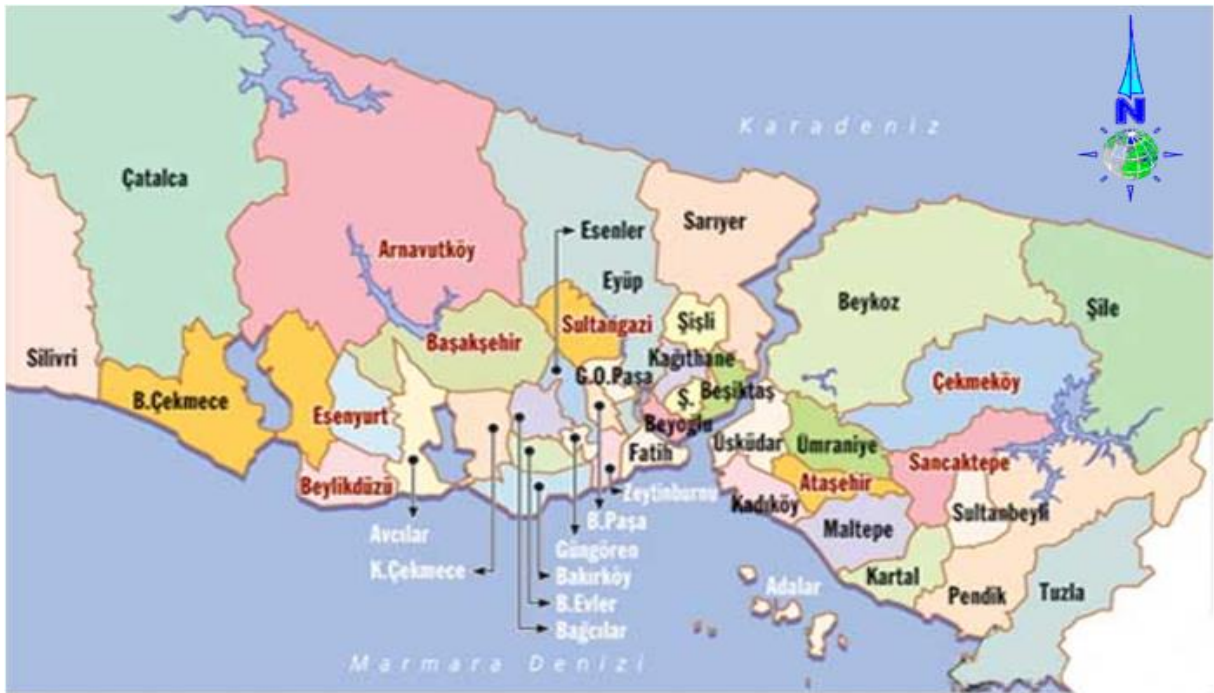 N
Karadeniz
Çatalca
Sarıyer
Esenler
Arnavutköy
Eyüp
Beykoz
Şile
Sultangazi
Şişli
Başakşehir
Silivri
Kağıthane
G.O.Paşa
Çekmeköy
B.Çekmece
Beşiktaş
Ş.
Esenyurt
Beyoğlu
Üsküdar
Ümraniye
Fatih
Sancaktepe
Ataşehir
Beylikdüzü
Zeytinburnu
Kadıköy
Sultanbeyli
B.Paşa
Maltepe
Avcılar
Güngören
K.Çekmece
Bakırköy
Kartal
Adalar
Pendik
Tuzla
B.Evler
Bağcılar
Marmara Denizi